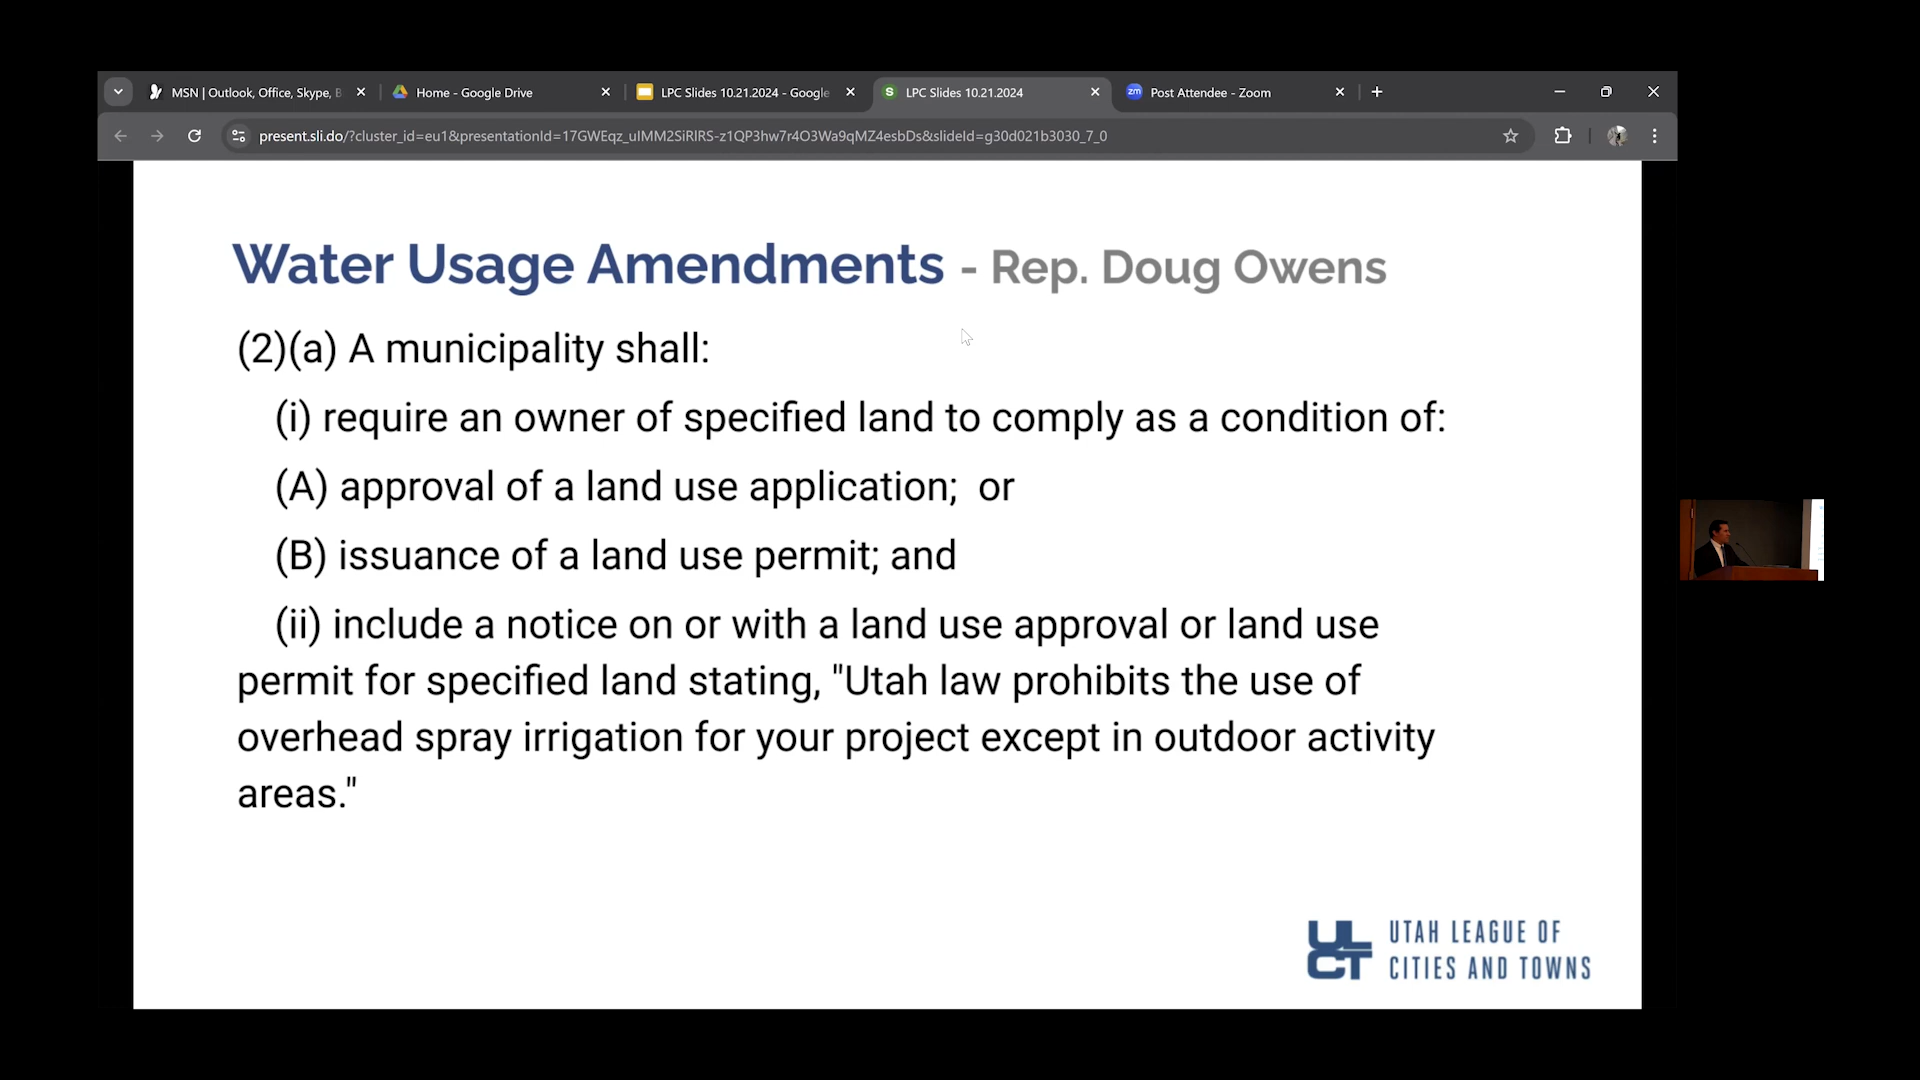 MSN | Outlook, Office, Skype, B
Home - Google Drive
LPC Slides 10.21.2024 - Google
LPC Slides 10.21.2024
zm
Post Attendee - Zoom
present.sli.do/?cluster_id=eu1&presentationId=17GWEqz_ulMM2SiRlRS-z1QP3hw7r4O3Wa9qMZ4esbDs&slideId=g30d021b3030_7_0
Water Usage Amendments - Rep. Doug Owens
(2)(a) A municipality shall:
(i) require an owner of specified land to comply as a condition of:
(A) approval of a land use application; or
(B) issuance of a land use permit; and
(ii) include a notice on or with a land use approval or land use
permit for specified land stating, "Utah law prohibits the use of
overhead spray irrigation for your project except in outdoor activity
areas."
ULCT
UTAH LEAGUE OF
CITIES AND TOWNS